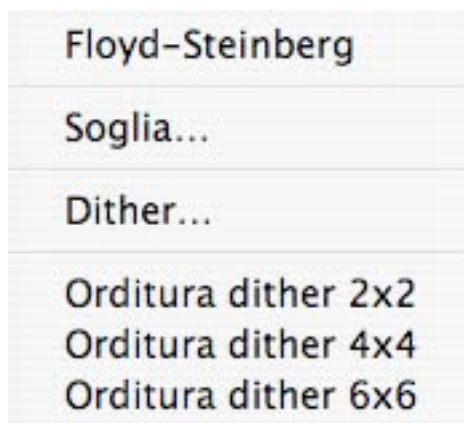 Floyd-Steinberg
Soglia...
Dither...
Orditura dither 2x2
Orditura dither 4x4
Orditura dither 6x6